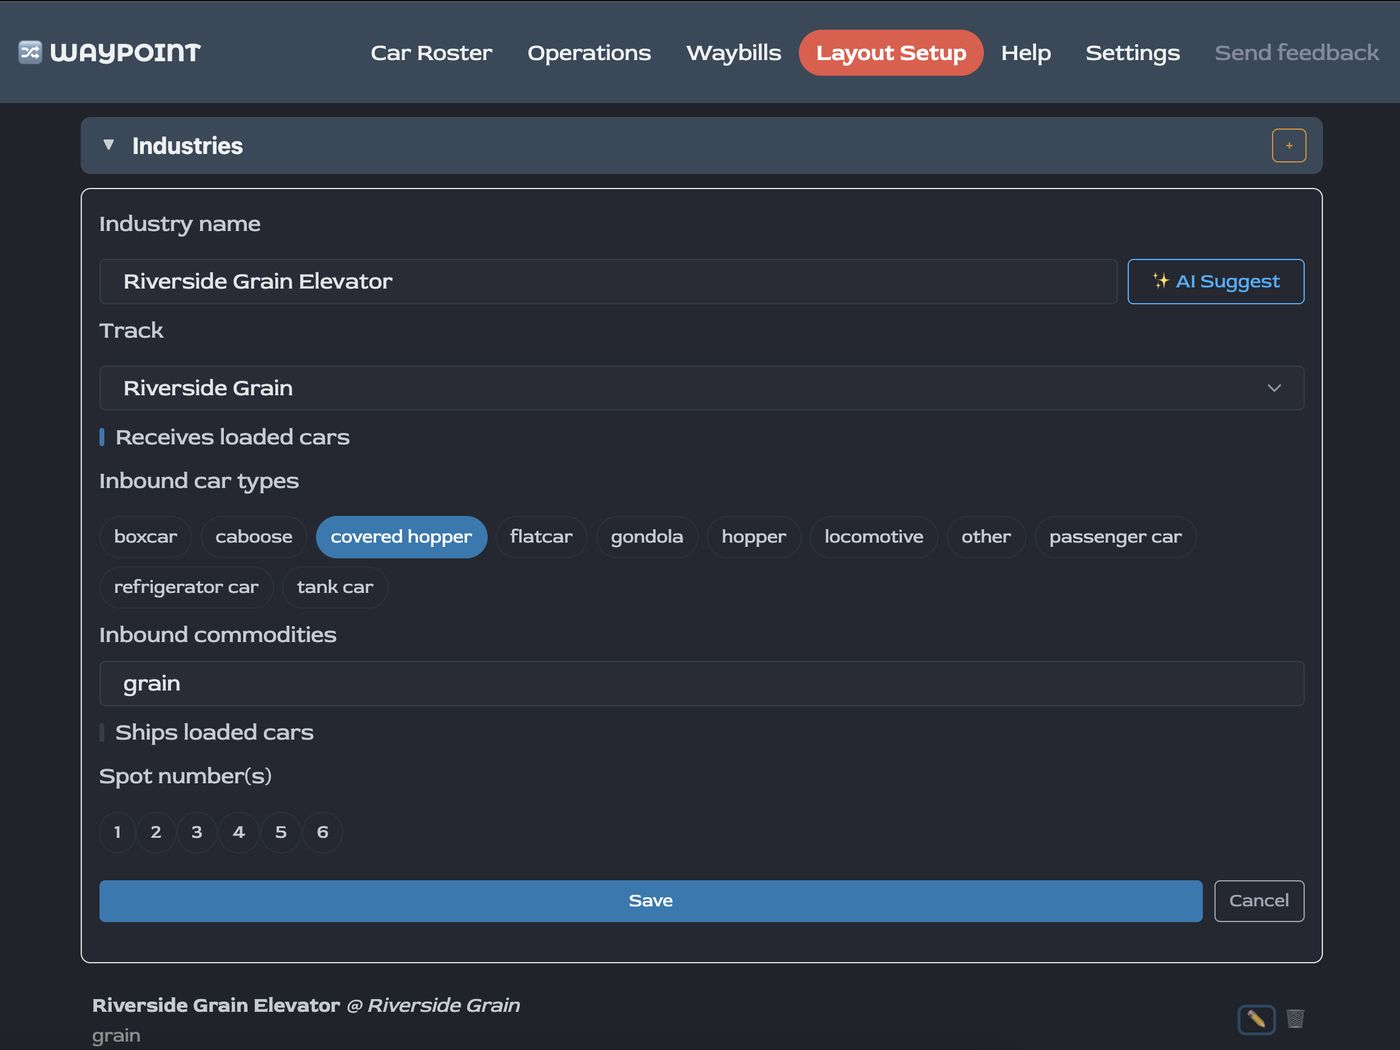 WAYPOINT Car Roster Operations Waybills Layout Setup Help Settings Send feedback
Industries +
Industry name
Riverside Grain Elevator AI Suggest
Track
Riverside Grain
Receives loaded cars
Inbound car types
boxcar caboose covered hopper flatcar gondola hopper locomotive other passenger car
refrigerator car tank car
Inbound commodities
grain
Ships loaded cars
Spot number(s)
1 2 3 4 5 6
Save Cancel
Riverside Grain Elevator @ Riverside Grain
grain